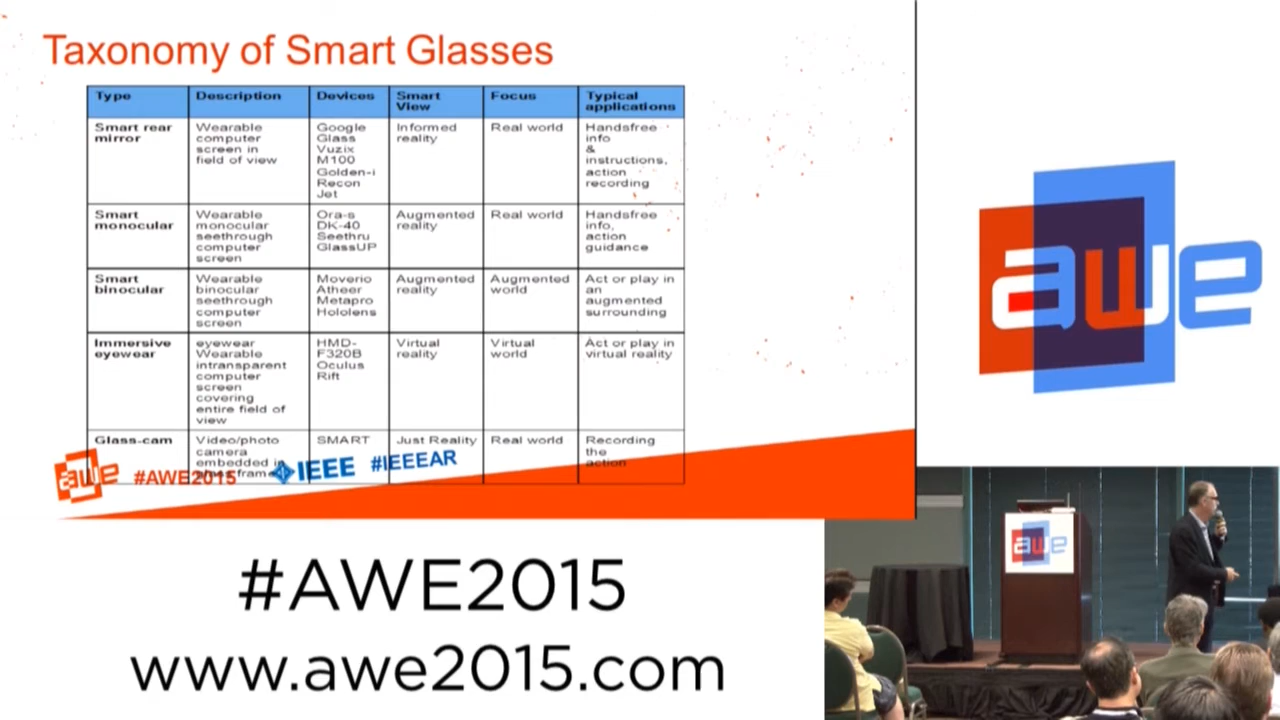 Taxonomy of Smart Glasses
Type Description Devices Smart View Focus Typical applications
Smart rear mirror Wearable computer screen in field of view Google Glass Vuzix M100 Golden-i Recon Jet Informed reality Real world Handsfree info & instructions, action recording
Smart monocular Wearable monocular seethrough computer screen Ora-s DK-40 Seethru GlassUP Augmented reality Real world Handsfree info, action guidance
Smart binocular Wearable binocular seethrough computer screen Moverio Atheer Metapro Hololens Augmented reality Augmented world Act or play in an augmented surrounding
Immersive eyewear eyewear Wearable intransparent computer screen covering entire field of view HMD-F320B Oculus Rift Virtual reality Virtual world Act or play in virtual reality
Glass-cam Video/photo camera embedded in frame SMART Just Reality Real world Recording the action
awe #AWE2015 IEEE #IEEEAR
awe
awe
#AWE2015
www.awe2015.com